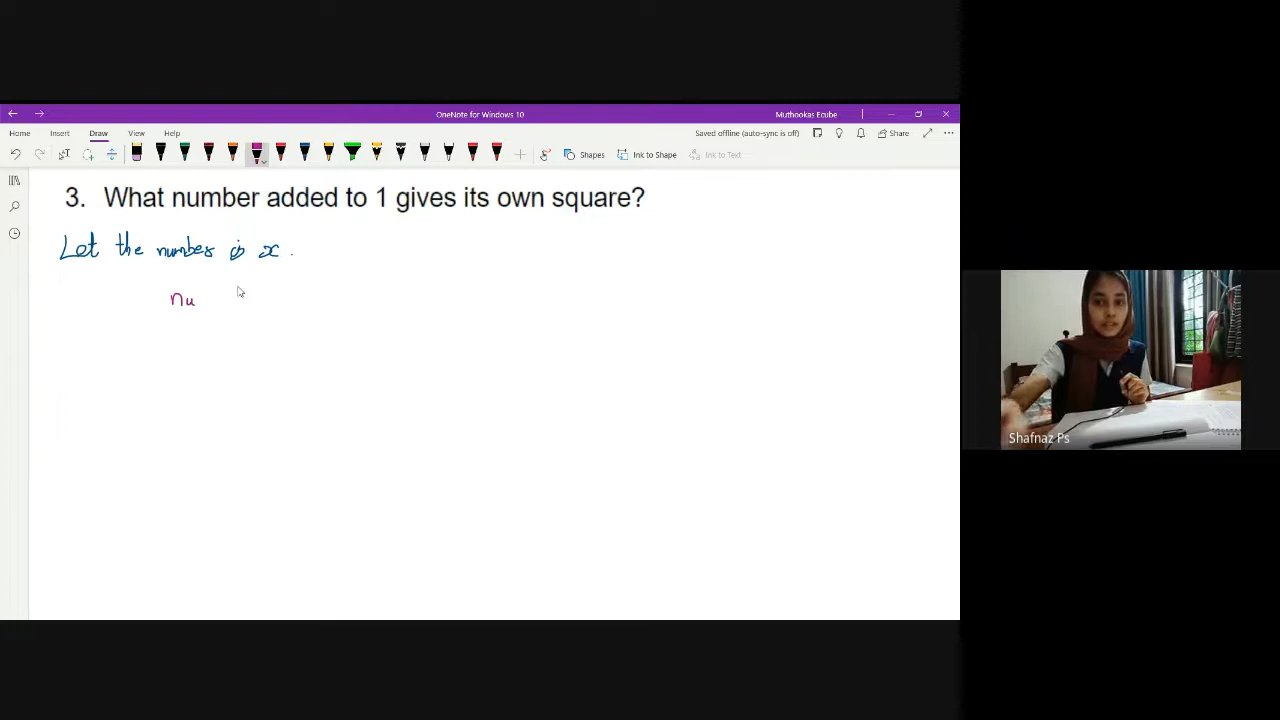 OneNote for Windows 10
Muthookas Ecube
Home Insert Draw View Help
Saved offline (auto-sync is off)
Share
Shapes
Ink to Shape
Ink to Text
3. What number added to 1 gives its own square?
Let the number is x.
nu
Shafnaz Ps